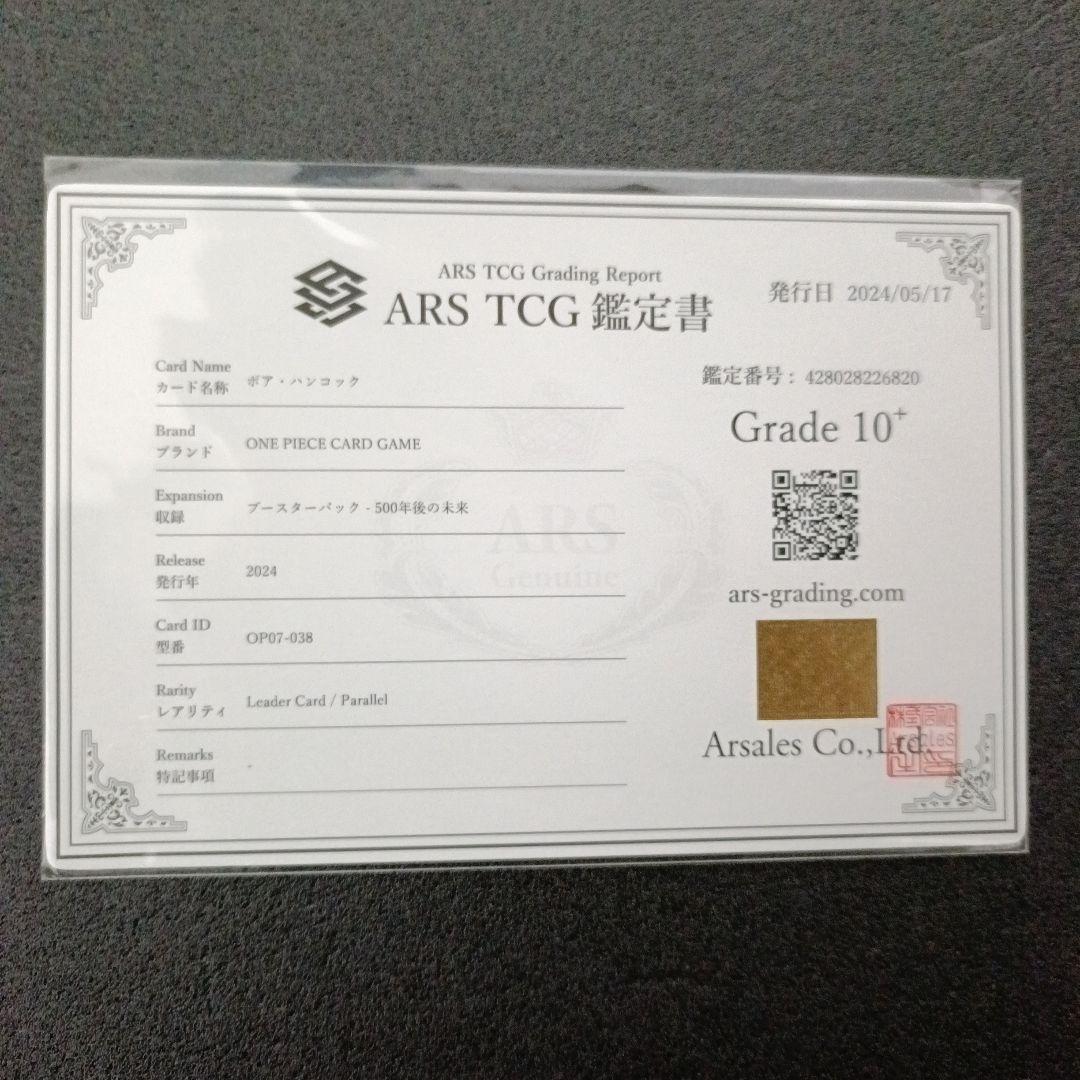 ARS TCG Grading Report
ARS TCG 鑑定書
発行日 2024/05/17
Card Name
カード名称 ボア・ハンコック
Brand
ブランド ONE PIECE CARD GAME
Expansion
収録 ブースターパック - 500年後の未来
Release
発行年 2024
Card ID
型番 OP07-038
Rarity
レアリティ Leader Card / Parallel
Remarks
特記事項 -
鑑定番号 : 428028226820
Grade 10+
ars-grading.com
Arsales Co.,Ltd.
ARS
Genuine